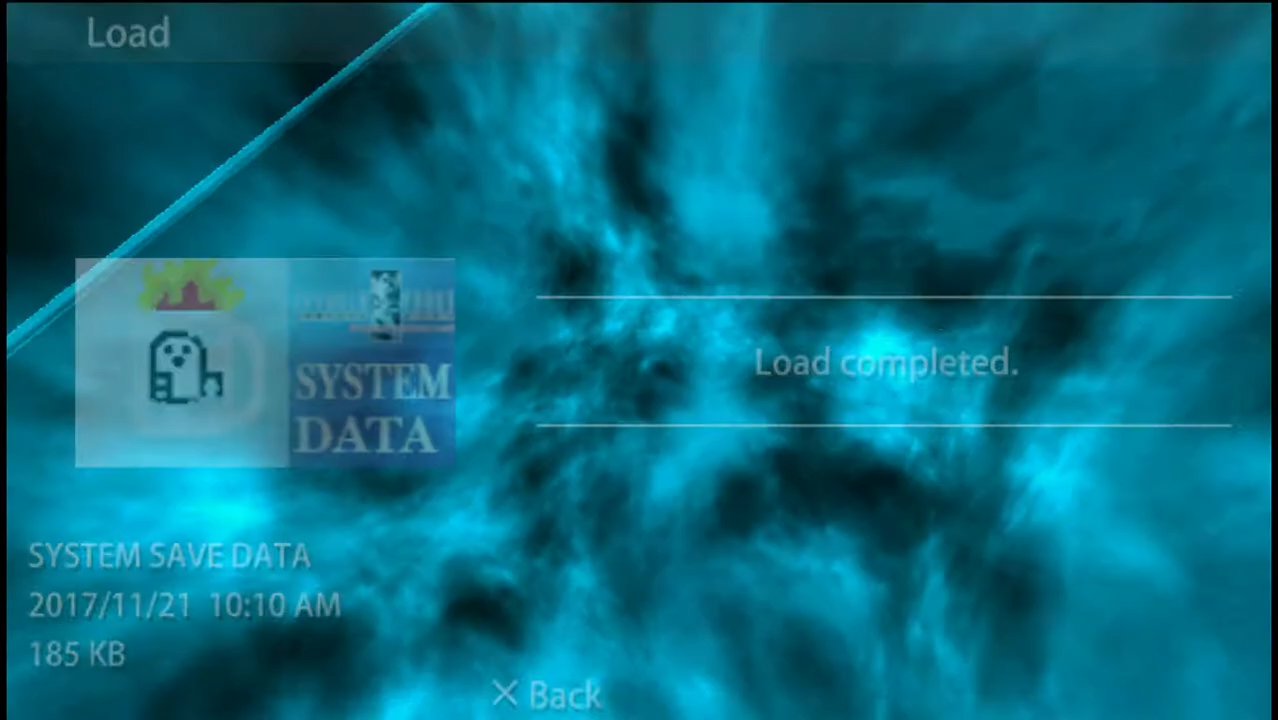 Load
SYSTEM
DATA
Load completed.
SYSTEM SAVE DATA
2017/11/21 10:10 AM
185 KB
X Back